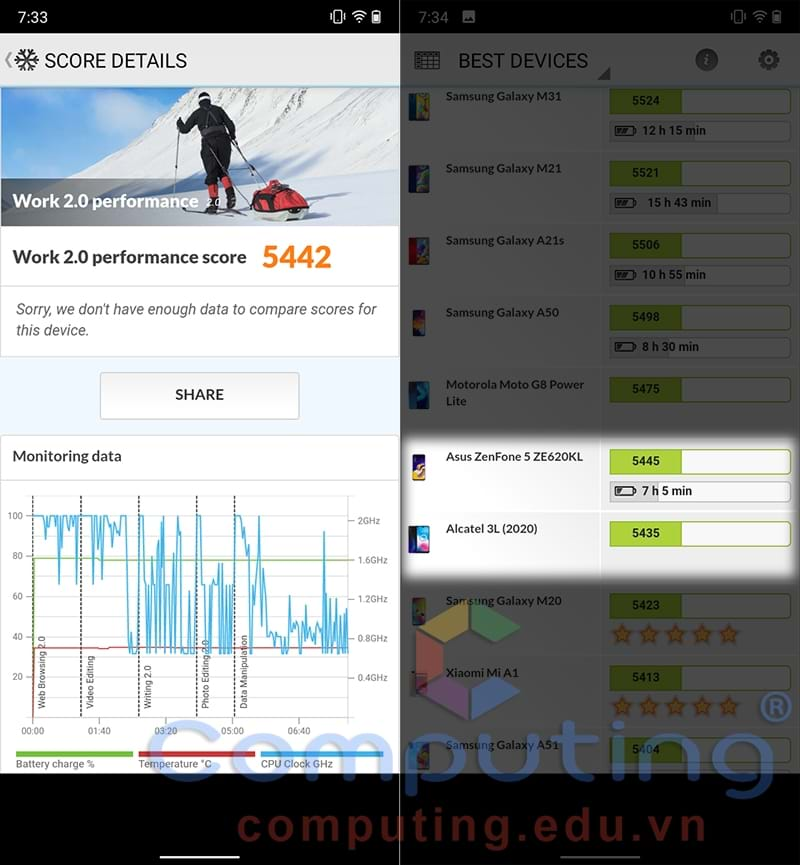 7:33
SCORE DETAILS
Work 2.0 performance 2.0
Work 2.0 performance score 5442
Sorry, we don't have enough data to compare scores for
this device.
SHARE
Monitoring data
100
80
60
40
20
2GHz
1.6GHz
1.2GHz
0.8GHz
0.4GHz
Web Browsing 2.0
Video Editing
Writing 2.0
Photo Editing 2.0
Data Manipulation
00:00 01:40 03:20 05:00 06:40
Battery charge % Temperature °C CPU Clock GHz
7:34
BEST DEVICES
Samsung Galaxy M31 5524
12 h 15 min
Samsung Galaxy M21 5521
15 h 43 min
Samsung Galaxy A21s 5506
10 h 55 min
Samsung Galaxy A50 5498
8 h 30 min
Motorola Moto G8 Power 5475
Lite
Asus ZenFone 5 ZE620KL 5445
7 h 5 min
Alcatel 3L (2020) 5435
Samsung Galaxy M20 5423
Xiaomi Mi A1 5413
Samsung Galaxy A51 5404
Computing ®
computing.edu.vn